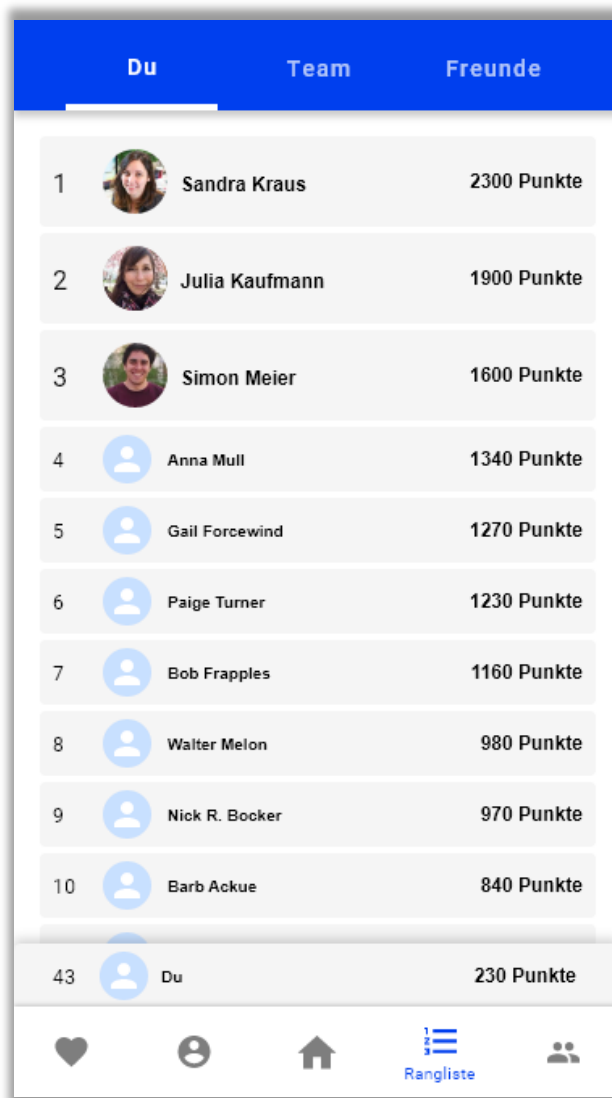 Du Team Freunde
1 Sandra Kraus 2300 Punkte
2 Julia Kaufmann 1900 Punkte
3 Simon Meier 1600 Punkte
4 Anna Mull 1340 Punkte
5 Gail Forcewind 1270 Punkte
6 Paige Turner 1230 Punkte
7 Bob Frapples 1160 Punkte
8 Walter Melon 980 Punkte
9 Nick R. Bocker 970 Punkte
10 Barb Ackue 840 Punkte
43 Du 230 Punkte
1
2
3
Rangliste